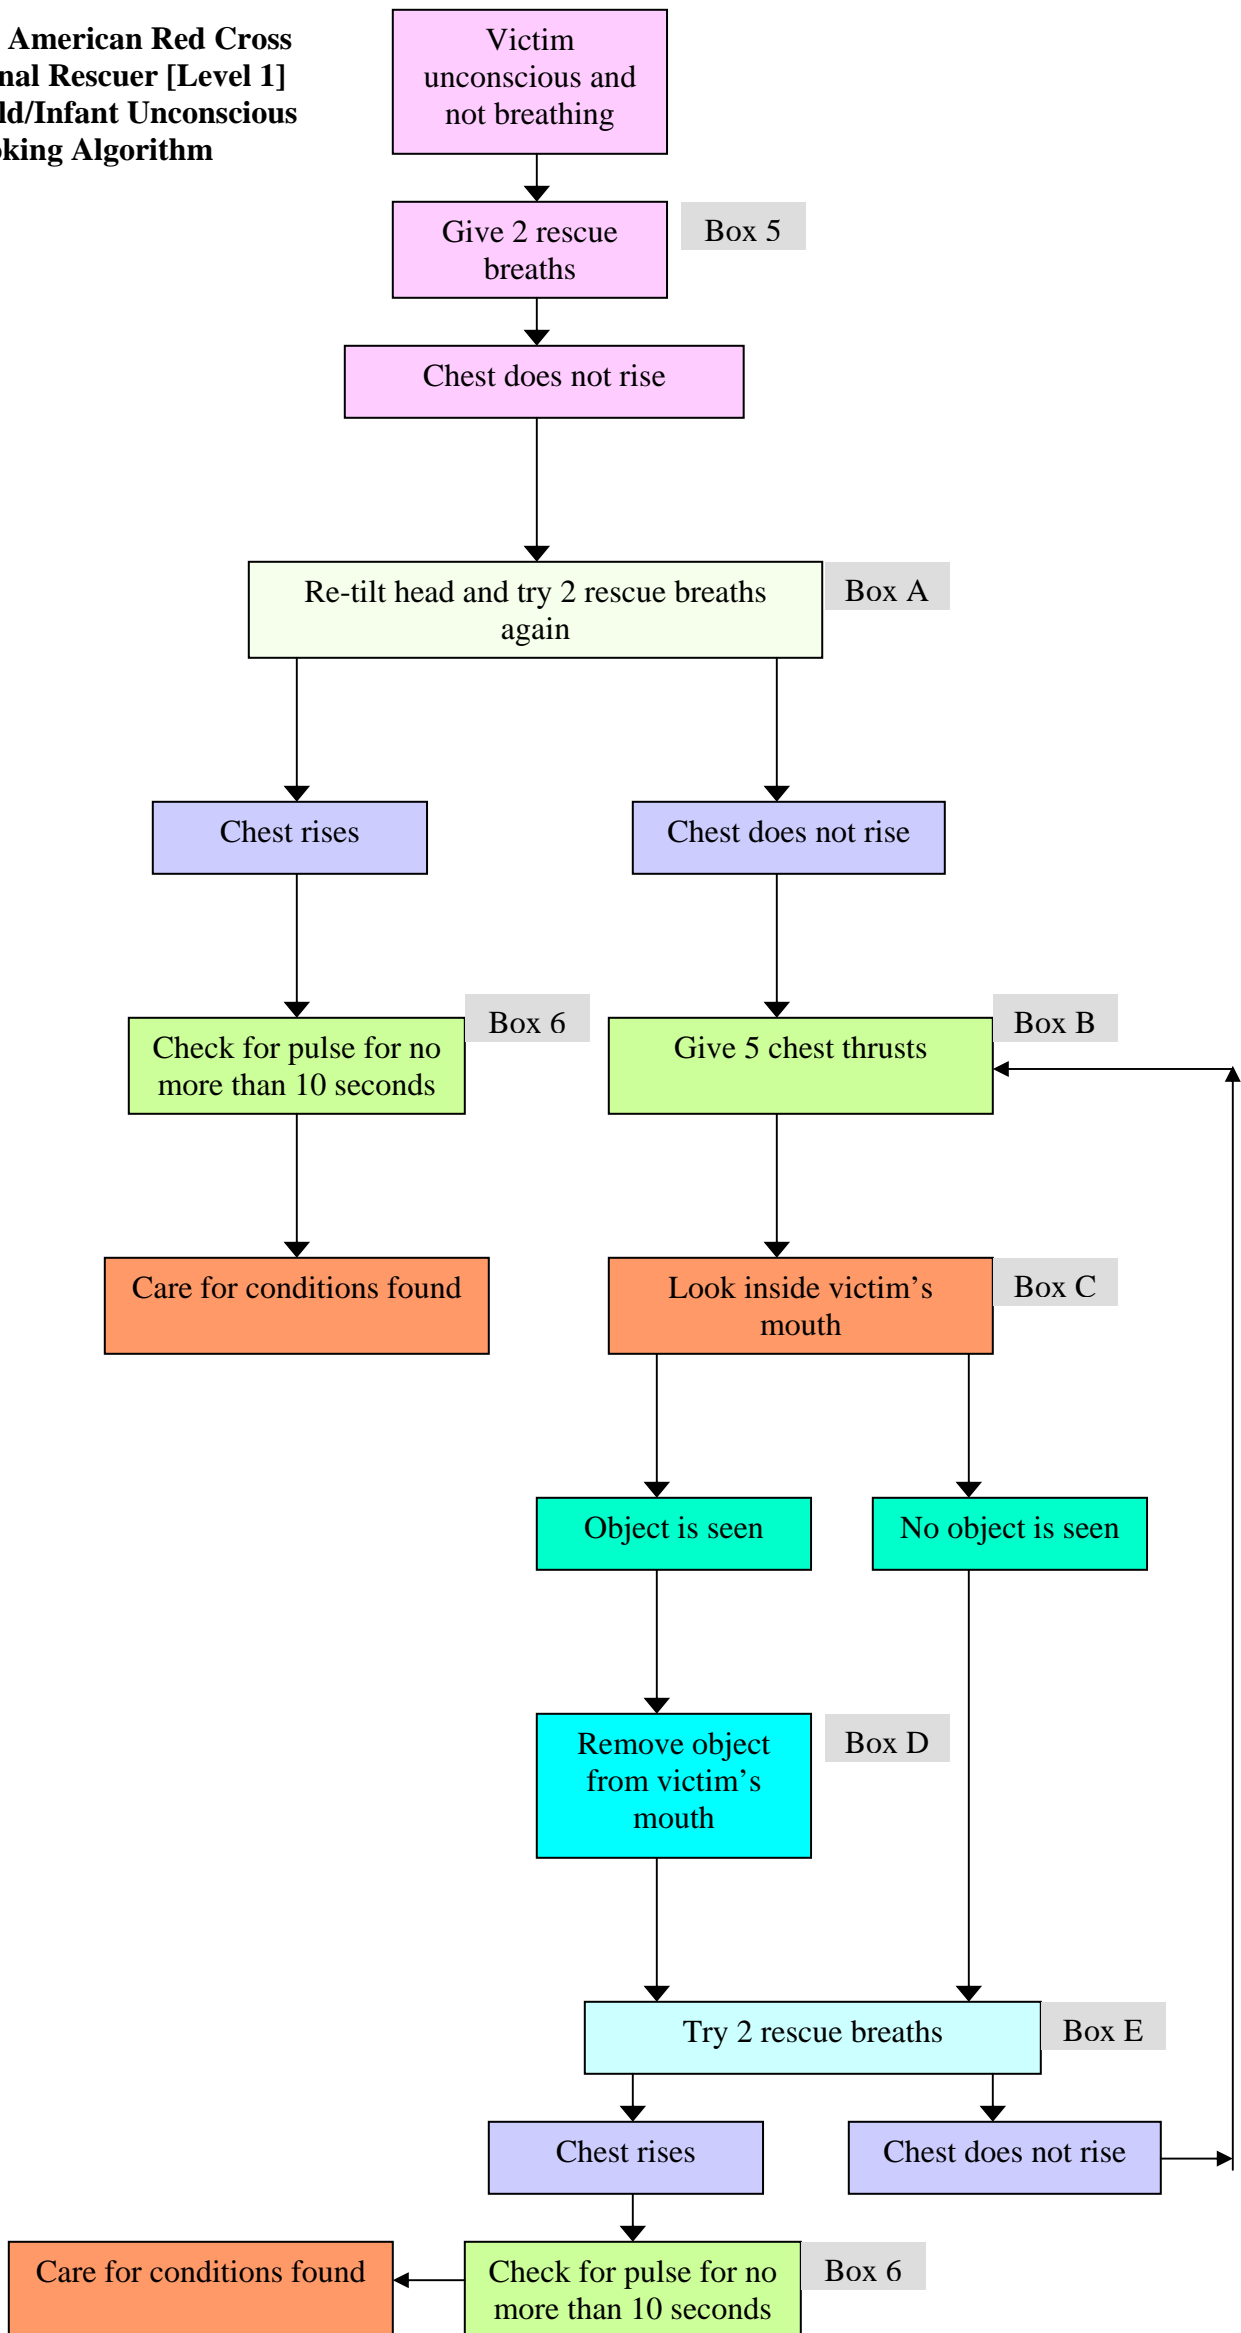 American Red Cross
Rescuer [Level 1]
Unconscious
Algorithm
Victim
unconscious and
not breathing
Give 2 rescue
breaths
Box 5
Chest does not rise
Re-tilt head and try 2 rescue breaths
again
Box A
Chest rises
Chest does not rise
Check for pulse for no
more than 10 seconds
Box 6
Give 5 chest thrusts
Box B
Care for conditions found
Look inside victim’s
mouth
Box C
Object is seen
No object is seen
Remove object
from victim’s
mouth
Box D
Try 2 rescue breaths
Box E
Chest rises
Chest does not rise
Care for conditions found
Check for pulse for no
more than 10 seconds
Box 6